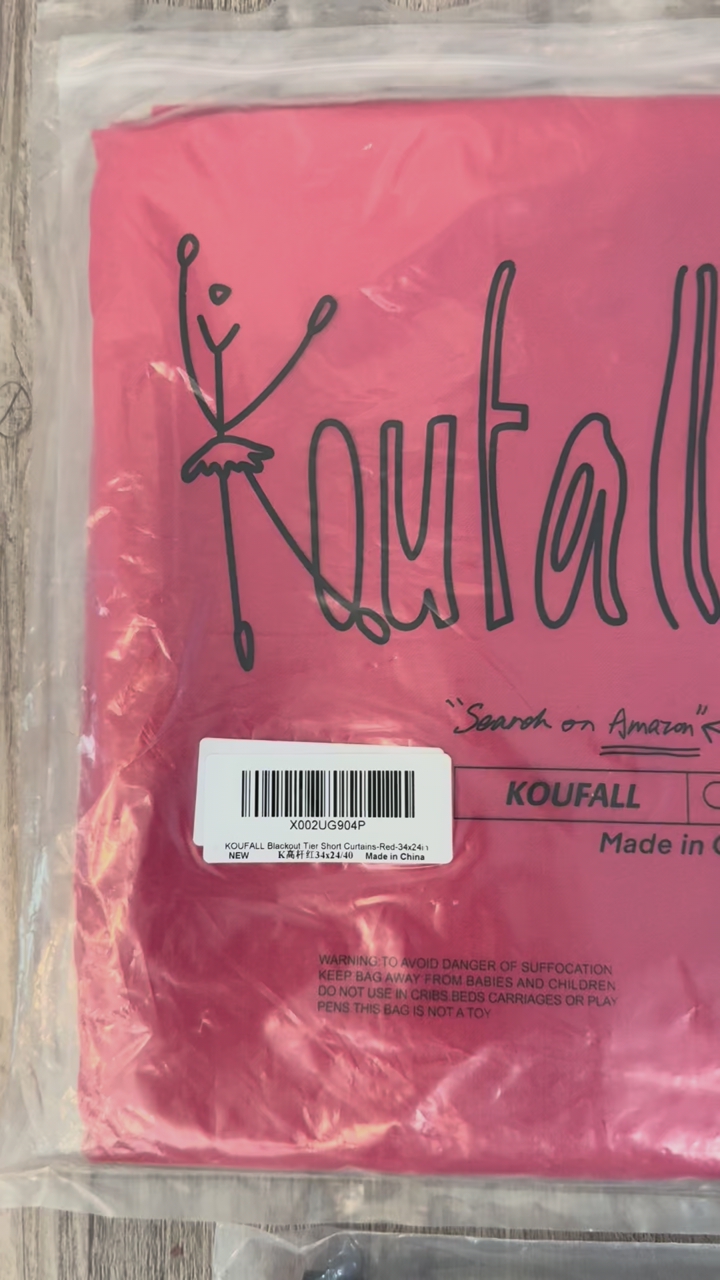 Koufall
"Search on Amazon"
KOUFALL
Made in C
X002UG904P
KOUFALL Blackout Tier Short Curtains-Red-34x24in
NEW K高杆红34x24/40 Made in China
WARNING:TO AVOID DANGER OF SUFFOCATION
KEEP BAG AWAY FROM BABIES AND CHILDREN
DO NOT USE IN CRIBS.BEDS CARRIAGES OR PLAY
PENS THIS BAG IS NOT A TOY